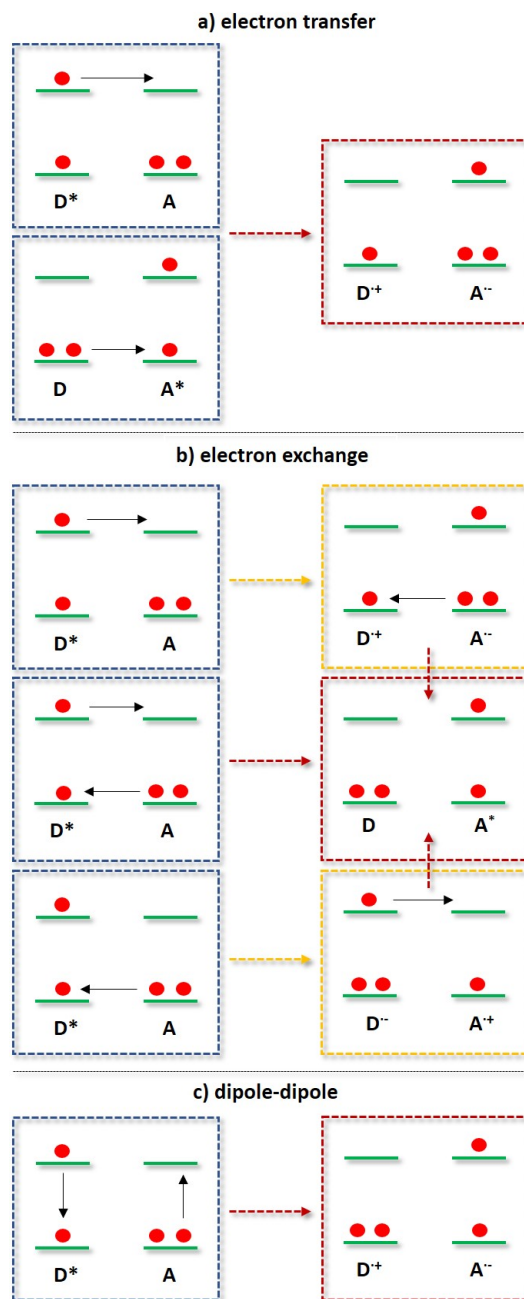 a) electron transfer
D* A
D·+ A·-
D A*
b) electron exchange
D* A
D·+ A·-
D* A
D A*
D* A
D·- A·+
c) dipole-dipole
D* A
D·+ A·-